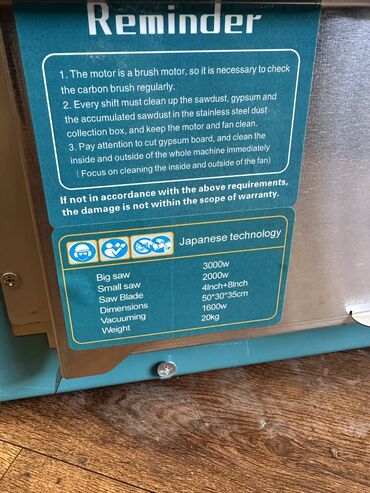 Reminder
1. The motor is a brush motor, so it is necessary to check
the carbon brush regularly.
2. Every shift must clean up the sawdust, gypsum and
the accumulated sawdust in the stainless steel dust
collection box, and keep the motor and fan clean.
3. Pay attention to cut gypsum board, and clean the
inside and outside of the whole machine immediately
( Focus on cleaning the inside and outside of the fan)
If not in accordance with the above requirements,
the damage is not within the scope of warranty.
Japanese technology
Big saw 3000w
Small saw 2000w
Saw Blade 4Inch+8Inch
Dimensions 50*30*35cm
Vacuuming 1600w
Weight 20kg